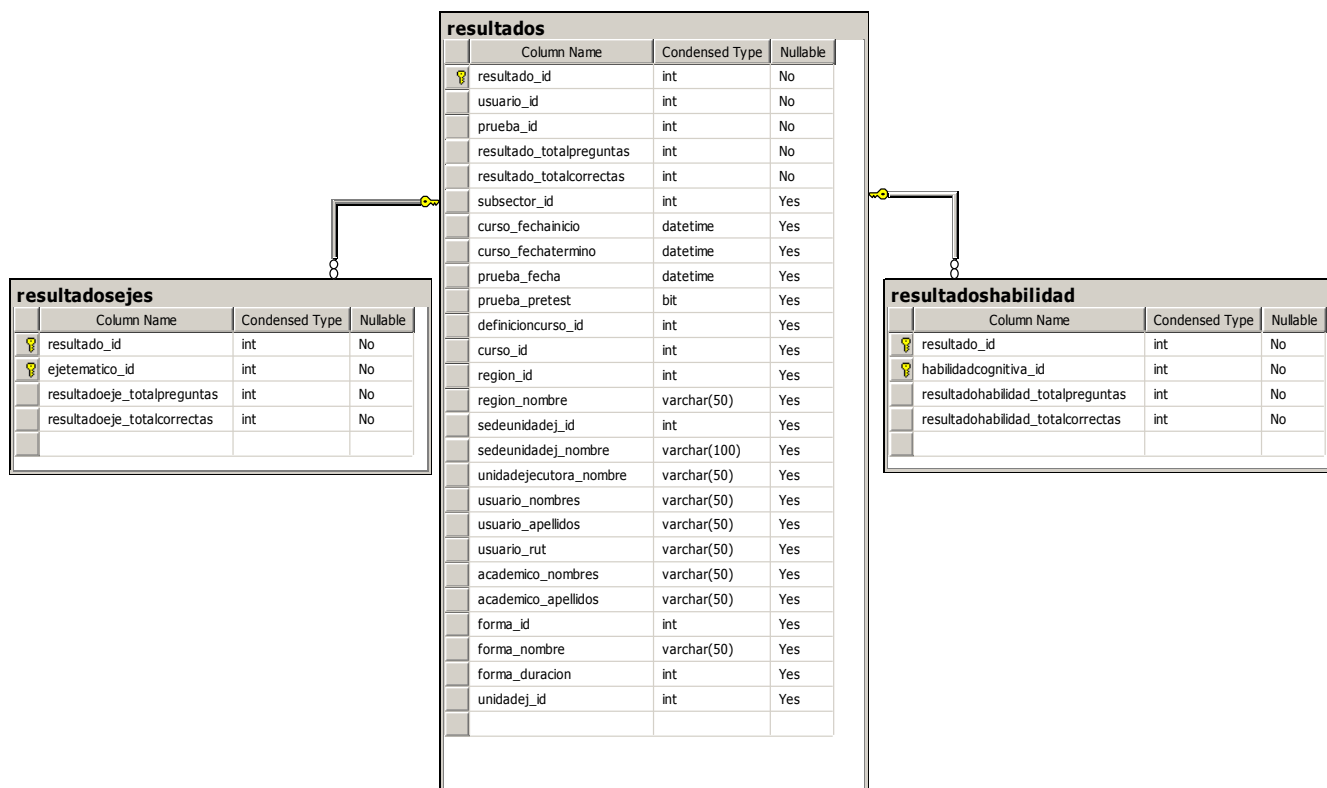 resultados
Column Name Condensed Type Nullable
resultado_id int No
usuario_id int No
prueba_id int No
resultado_totalpreguntas int No
resultado_totalcorrectas int No
subsector_id int Yes
curso_fechainicio datetime Yes
curso_fechatermino datetime Yes
prueba_fecha datetime Yes
prueba_pretest bit Yes
definicioncurso_id int Yes
curso_id int Yes
region_id int Yes
region_nombre varchar(50) Yes
sedeunidadej_id int Yes
sedeunidadej_nombre varchar(100) Yes
unidadejecutora_nombre varchar(50) Yes
usuario_nombres varchar(50) Yes
usuario_apellidos varchar(50) Yes
usuario_rut varchar(50) Yes
academico_nombres varchar(50) Yes
academico_apellidos varchar(50) Yes
forma_id int Yes
forma_nombre varchar(50) Yes
forma_duracion int Yes
unidadej_id int Yes
resultadosejes
Column Name Condensed Type Nullable
resultado_id int No
ejetematico_id int No
resultadoeje_totalpreguntas int No
resultadoeje_totalcorrectas int No
resultadoshabilidad
Column Name Condensed Type Nullable
resultado_id int No
habilidadcognitiva_id int No
resultadohabilidad_totalpreguntas int No
resultadohabilidad_totalcorrectas int No